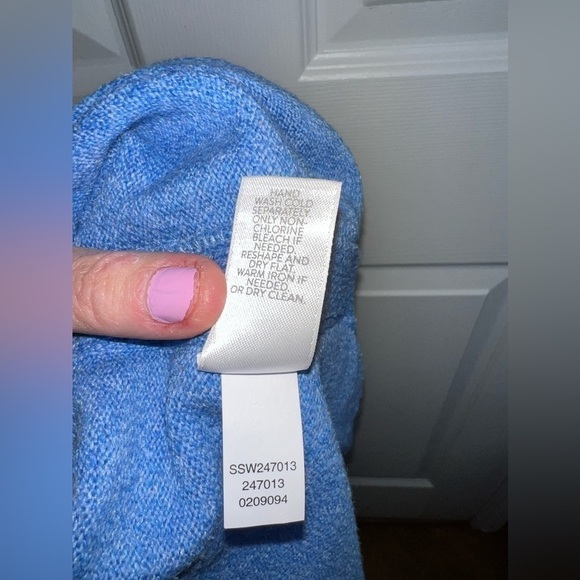 HAND
WASH COLD
SEPARATELY.
ONLY NON-
CHLORINE
BLEACH IF
NEEDED.
RESHAPE AND
DRY FLAT.
WARM IRON IF
NEEDED.
OR DRY CLEAN.
SSW247013
247013
0209094